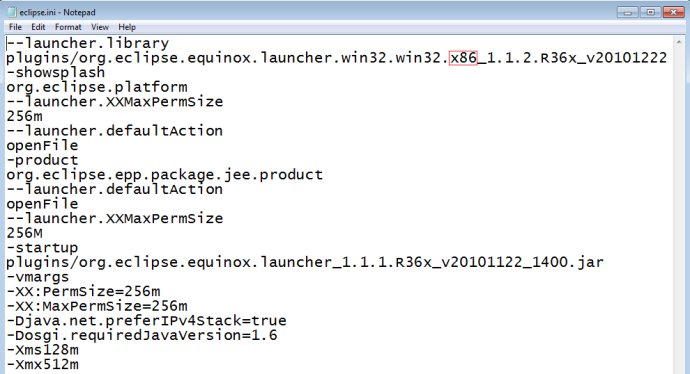 eclipse.ini - Notepad
File Edit Format View Help
--launcher.library
plugins/org.eclipse.equinox.launcher.win32.win32.x86_1.1.2.R36x_v20101222
-showsplash
org.eclipse.platform
--launcher.XXMaxPermSize
256m
--launcher.defaultAction
openFile
-product
org.eclipse.epp.package.jee.product
--launcher.defaultAction
openFile
--launcher.XXMaxPermSize
256M
-startup
plugins/org.eclipse.equinox.launcher_1.1.1.R36x_v20101122_1400.jar
-vmargs
-XX:PermSize=256m
-XX:MaxPermSize=256m
-Djava.net.preferIPv4Stack=true
-Dosgi.requiredJavaVersion=1.6
-Xms128m
-Xmx512m